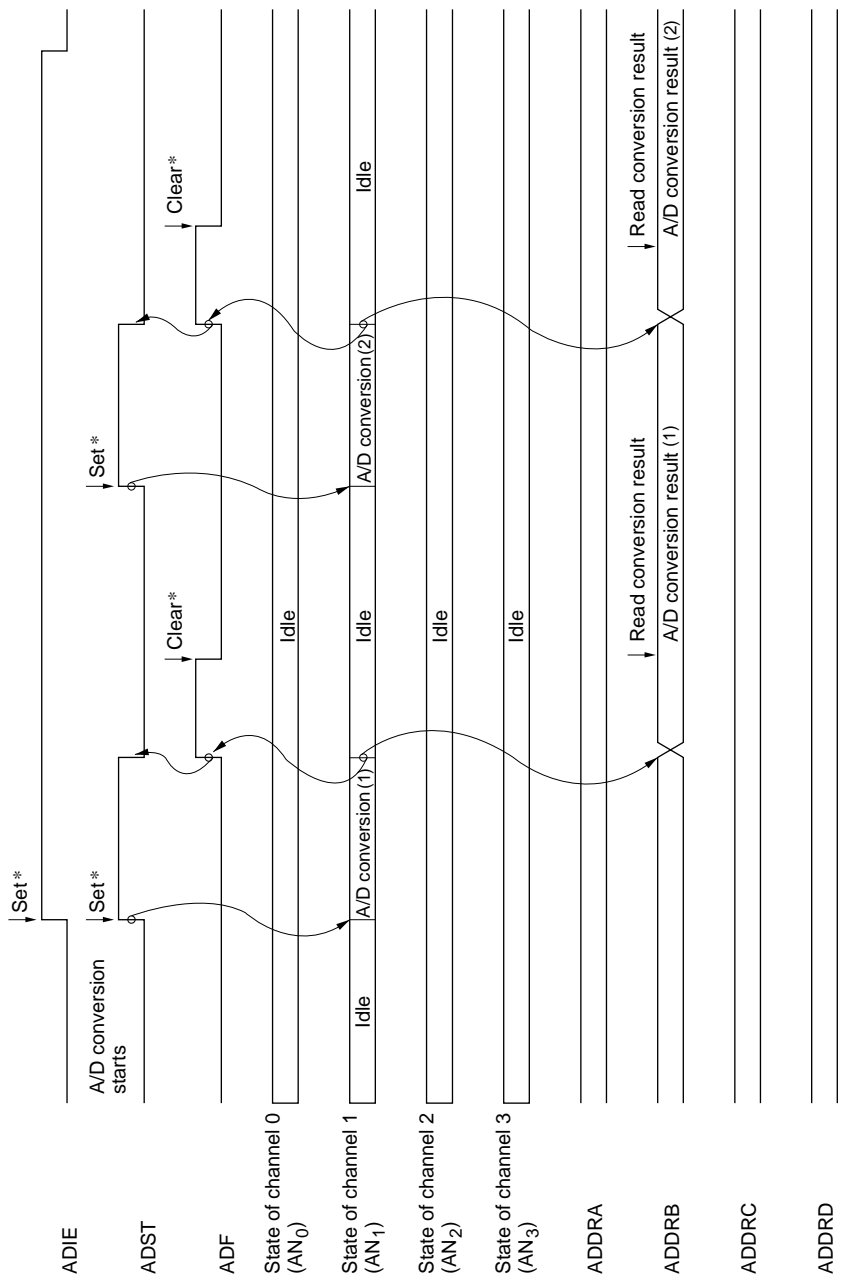 Set*
ADIE
A/D conversion
starts
Set*
Set*
ADST
Clear*
Clear*
ADF
State of channel 0
(AN0)
Idle
State of channel 1
(AN1)
Idle
A/D conversion (1)
Idle
A/D conversion (2)
Idle
State of channel 2
(AN2)
Idle
State of channel 3
(AN3)
Idle
ADDRA
Read conversion result
Read conversion result
ADDRB
A/D conversion result (1)
A/D conversion result (2)
ADDRC
ADDRD